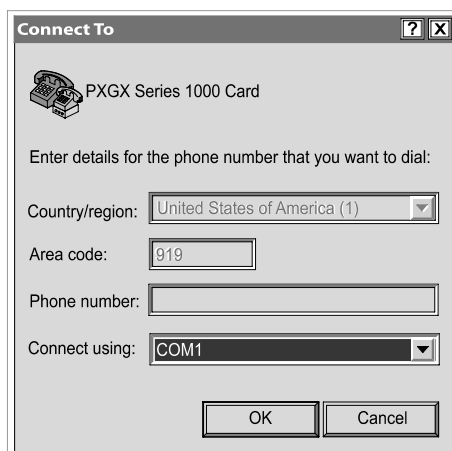 Connect To ? X
PXGX Series 1000 Card
Enter details for the phone number that you want to dial:
Country/region: United States of America (1)
Area code: 919
Phone number:
Connect using: COM1
OK Cancel